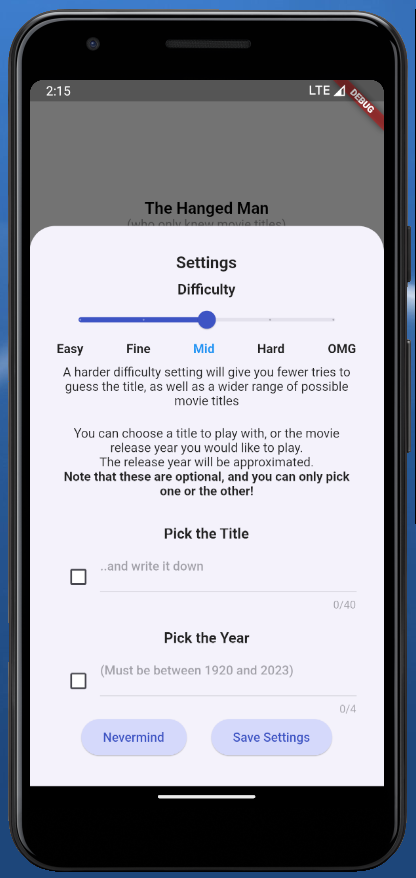 2:15
LTE
DEBUG
The Hanged Man
(who only knew movie titles)
Settings
Difficulty
Easy Fine Mid Hard OMG
A harder difficulty setting will give you fewer tries to
guess the title, as well as a wider range of possible
movie titles
You can choose a title to play with, or the movie
release year you would like to play.
The release year will be approximated.
Note that these are optional, and you can only pick
one or the other!
Pick the Title
..and write it down
0/40
Pick the Year
(Must be between 1920 and 2023)
0/4
Nevermind Save Settings